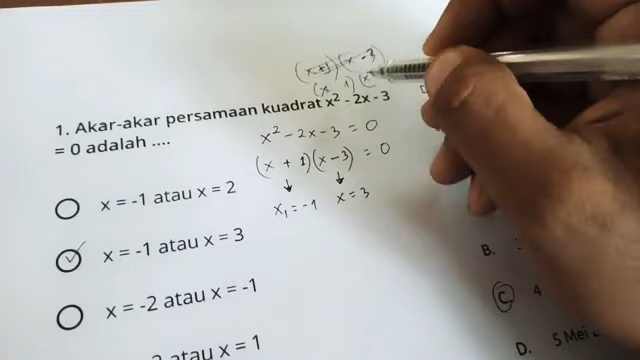 (x+1)(x-3)
(x 1)(x
1. Akar-akar persamaan kuadrat x² - 2x - 3
= 0 adalah ....
x² - 2x - 3 = 0
(x + 1)(x - 3) = 0
x₁ = -1 x = 3
x = -1 atau x = 2
x = -1 atau x = 3
x = -2 atau x = -1
atau x = 1
B.
C. 4
D. 5 Mei